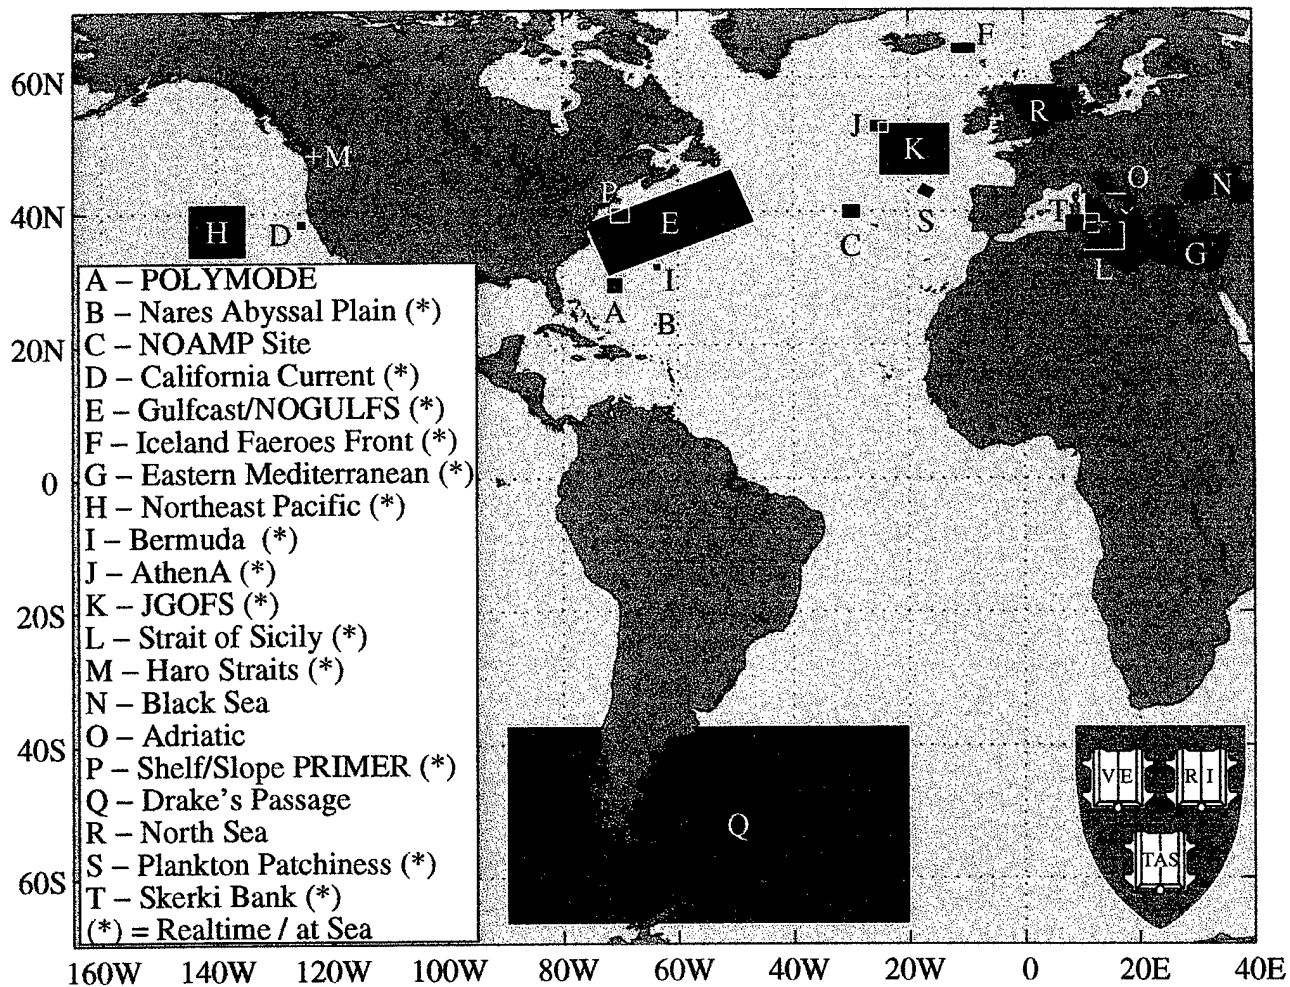 F
60N
R
J
K
+M
O
N
P
S
T
40N
H
D
E
C
G
L
I
A
B
A – POLYMODE
B – Nares Abyssal Plain (*)
C – NOAMP Site
20N
D – California Current (*)
E – Gulfcast/NOGULFS (*)
F – Iceland Faeroes Front (*)
G – Eastern Mediterranean (*)
0
H – Northeast Pacific (*)
I – Bermuda (*)
J – AthenA (*)
K – JGOFS (*)
20S
L – Strait of Sicily (*)
M – Haro Straits (*)
N – Black Sea
O – Adriatic
40S
P – Shelf/Slope PRIMER (*)
Q – Drake's Passage
R – North Sea
S – Plankton Patchiness (*)
60S
T – Skerki Bank (*)
(*) = Realtime / at Sea
Q
VE RI
TAS
160W 140W 120W 100W 80W 60W 40W 20W 0 20E 40E